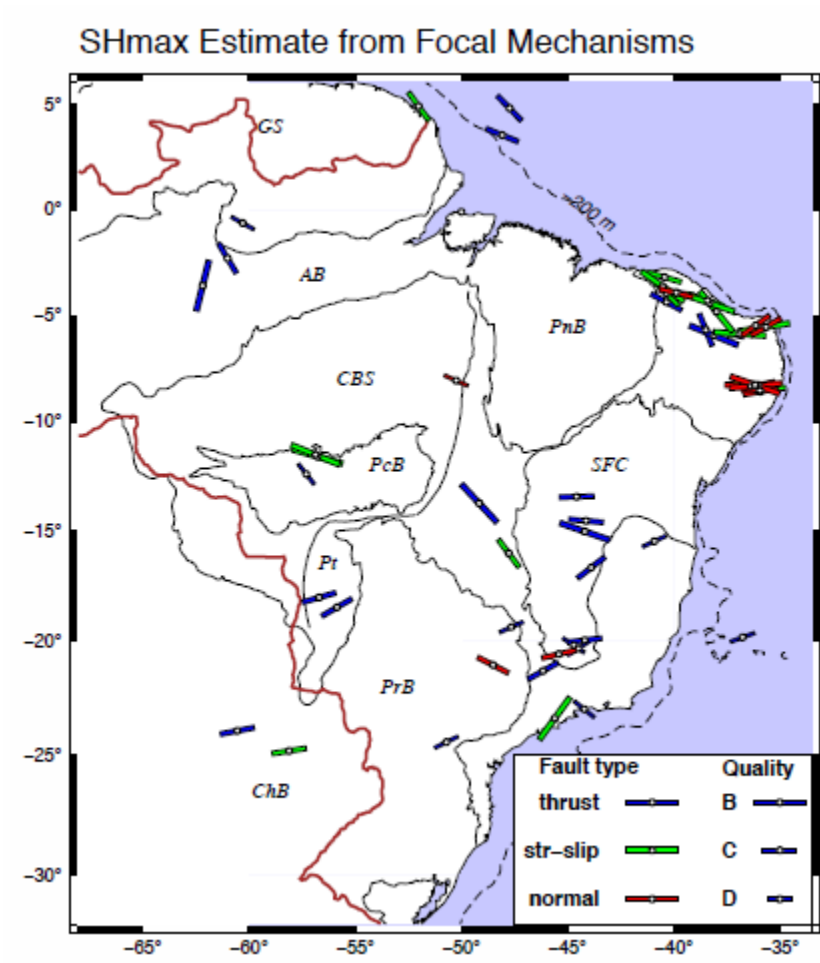 SHmax Estimate from Focal Mechanisms
5°
0°
−5°
−10°
−15°
−20°
−25°
−30°
−65°
−60°
−55°
−50°
−45°
−40°
−35°
GS
~200 m
AB
PnB
CBS
PcB
SFC
Pt
PrB
ChB
Fault type Quality
thrust B
str−slip C
normal D